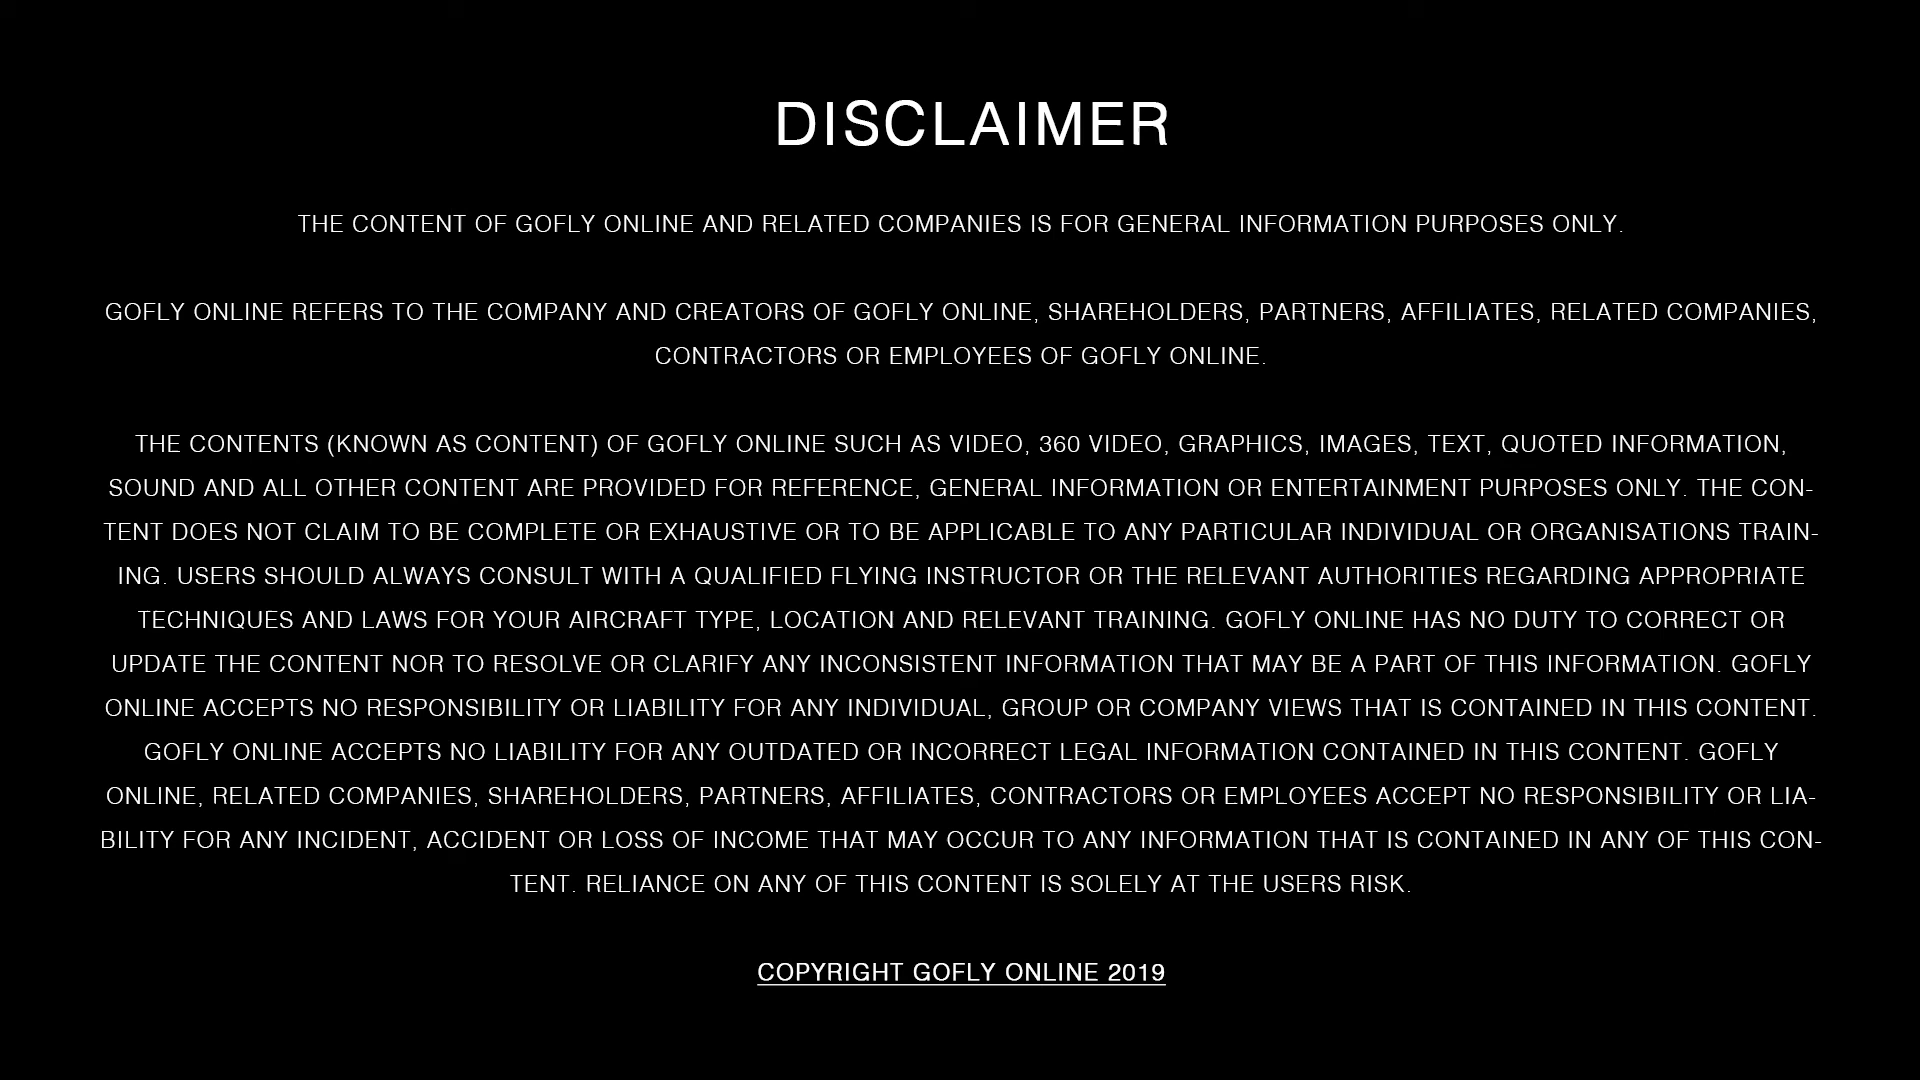 DISCLAIMER
THE CONTENT OF GOFLY ONLINE AND RELATED COMPANIES IS FOR GENERAL INFORMATION PURPOSES ONLY.
GOFLY ONLINE REFERS TO THE COMPANY AND CREATORS OF GOFLY ONLINE, SHAREHOLDERS, PARTNERS, AFFILIATES, RELATED COMPANIES,
CONTRACTORS OR EMPLOYEES OF GOFLY ONLINE.
THE CONTENTS (KNOWN AS CONTENT) OF GOFLY ONLINE SUCH AS VIDEO, 360 VIDEO, GRAPHICS, IMAGES, TEXT, QUOTED INFORMATION,
SOUND AND ALL OTHER CONTENT ARE PROVIDED FOR REFERENCE, GENERAL INFORMATION OR ENTERTAINMENT PURPOSES ONLY. THE CON-
TENT DOES NOT CLAIM TO BE COMPLETE OR EXHAUSTIVE OR TO BE APPLICABLE TO ANY PARTICULAR INDIVIDUAL OR ORGANISATIONS TRAIN-
ING. USERS SHOULD ALWAYS CONSULT WITH A QUALIFIED FLYING INSTRUCTOR OR THE RELEVANT AUTHORITIES REGARDING APPROPRIATE
TECHNIQUES AND LAWS FOR YOUR AIRCRAFT TYPE, LOCATION AND RELEVANT TRAINING. GOFLY ONLINE HAS NO DUTY TO CORRECT OR
UPDATE THE CONTENT NOR TO RESOLVE OR CLARIFY ANY INCONSISTENT INFORMATION THAT MAY BE A PART OF THIS INFORMATION. GOFLY
ONLINE ACCEPTS NO RESPONSIBILITY OR LIABILITY FOR ANY INDIVIDUAL, GROUP OR COMPANY VIEWS THAT IS CONTAINED IN THIS CONTENT.
GOFLY ONLINE ACCEPTS NO LIABILITY FOR ANY OUTDATED OR INCORRECT LEGAL INFORMATION CONTAINED IN THIS CONTENT. GOFLY
ONLINE, RELATED COMPANIES, SHAREHOLDERS, PARTNERS, AFFILIATES, CONTRACTORS OR EMPLOYEES ACCEPT NO RESPONSIBILITY OR LIA-
BILITY FOR ANY INCIDENT, ACCIDENT OR LOSS OF INCOME THAT MAY OCCUR TO ANY INFORMATION THAT IS CONTAINED IN ANY OF THIS CON-
TENT. RELIANCE ON ANY OF THIS CONTENT IS SOLELY AT THE USERS RISK.
COPYRIGHT GOFLY ONLINE 2019